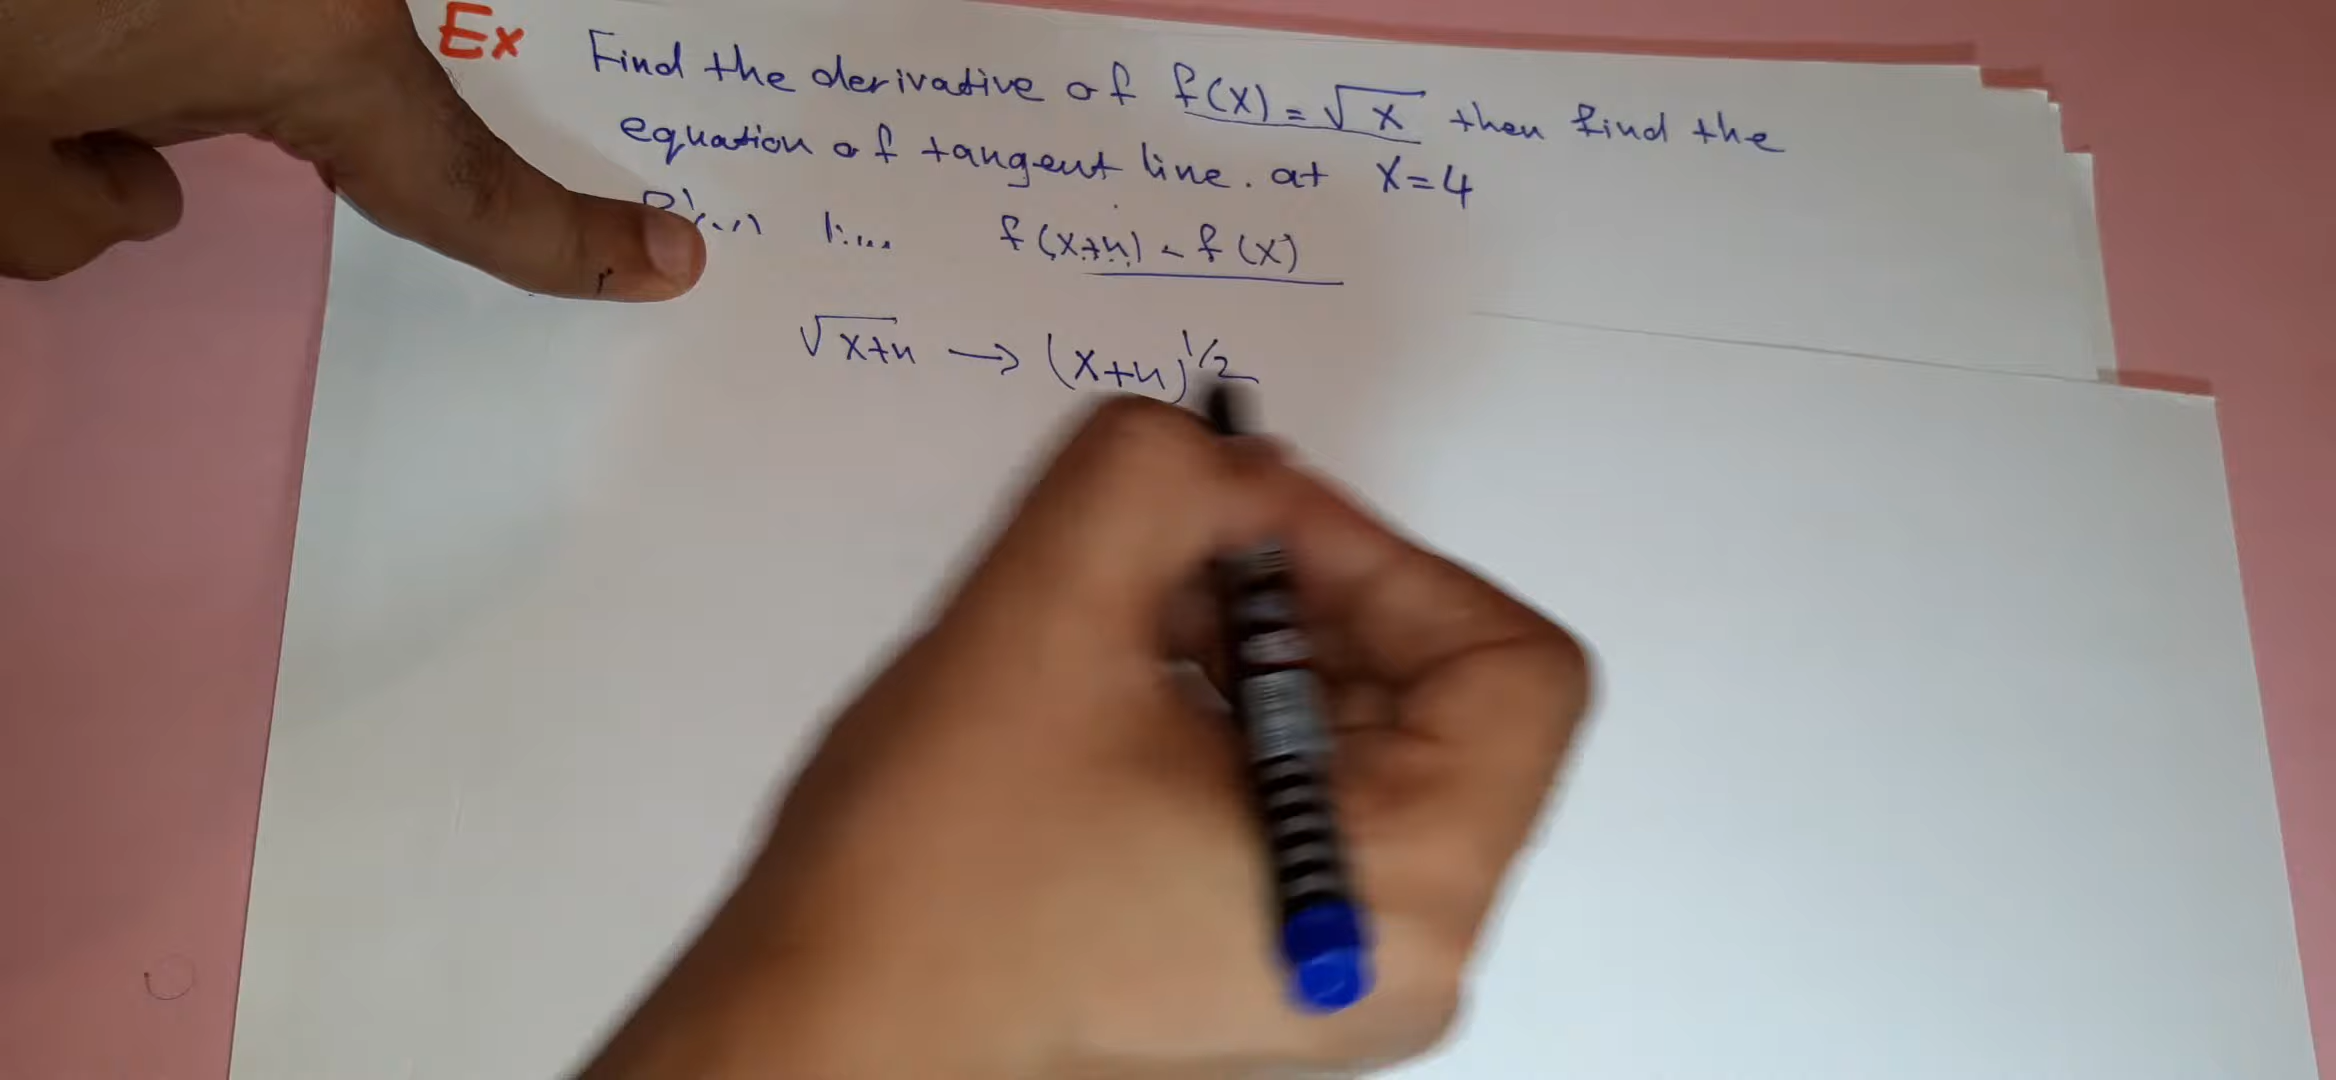 Ex Find the derivative of f(x) = √x then find the
equation of tangent line. at x=4
f(x+h) - f(x)
√x+h → (x+h)^1/2